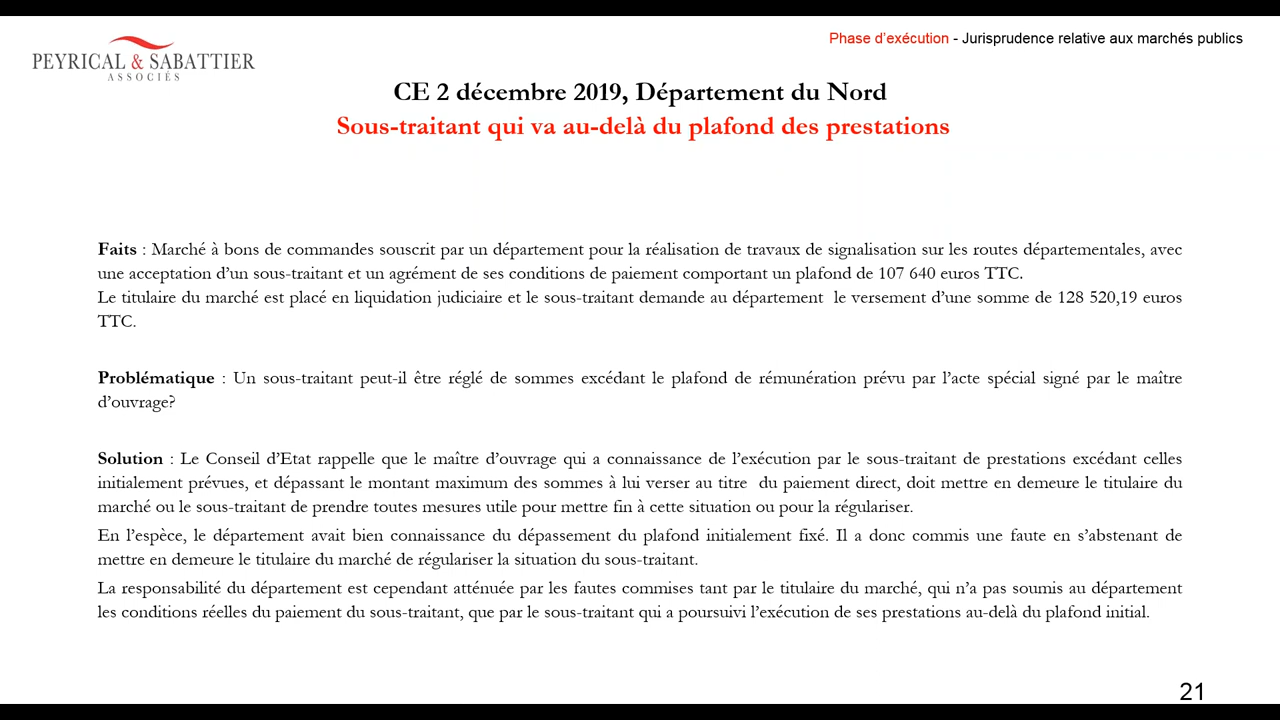 PEYRICAL & SABATTIER
ASSOCIÉS
Phase d'exécution - Jurisprudence relative aux marchés publics
CE 2 décembre 2019, Département du Nord
Sous-traitant qui va au-delà du plafond des prestations
Faits : Marché à bons de commandes souscrit par un département pour la réalisation de travaux de signalisation sur les routes départementales, avec
une acceptation d'un sous-traitant et un agrément de ses conditions de paiement comportant un plafond de 107 640 euros TTC.
Le titulaire du marché est placé en liquidation judiciaire et le sous-traitant demande au département le versement d'une somme de 128 520,19 euros
TTC.
Problématique : Un sous-traitant peut-il être réglé de sommes excédant le plafond de rémunération prévu par l'acte spécial signé par le maître
d'ouvrage?
Solution : Le Conseil d'Etat rappelle que le maître d'ouvrage qui a connaissance de l'exécution par le sous-traitant de prestations excédant celles
initialement prévues, et dépassant le montant maximum des sommes à lui verser au titre du paiement direct, doit mettre en demeure le titulaire du
marché ou le sous-traitant de prendre toutes mesures utile pour mettre fin à cette situation ou pour la régulariser.
En l'espèce, le département avait bien connaissance du dépassement du plafond initialement fixé. Il a donc commis une faute en s'abstenant de
mettre en demeure le titulaire du marché de régulariser la situation du sous-traitant.
La responsabilité du département est cependant atténuée par les fautes commises tant par le titulaire du marché, qui n'a pas soumis au département
les conditions réelles du paiement du sous-traitant, que par le sous-traitant qui a poursuivi l'exécution de ses prestations au-delà du plafond initial.
21